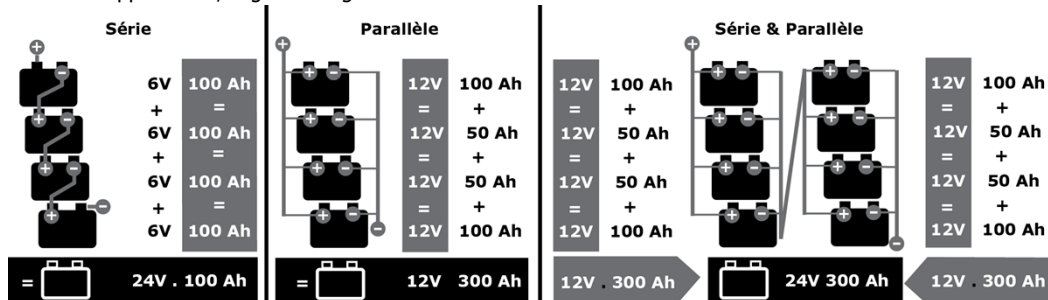 Série
6V 100 Ah
+ =
6V 100 Ah
+ =
6V 100 Ah
+ =
6V 100 Ah
= 24V . 100 Ah
Parallèle
12V 100 Ah
= +
12V 50 Ah
= +
12V 50 Ah
= +
12V 100 Ah
= 12V 300 Ah
Série & Parallèle
12V 100 Ah
= +
12V 50 Ah
= +
12V 50 Ah
= +
12V 100 Ah
12V . 300 Ah
12V 100 Ah
= +
12V 50 Ah
= +
12V 50 Ah
= +
12V 100 Ah
24V 300 Ah
12V . 300 Ah